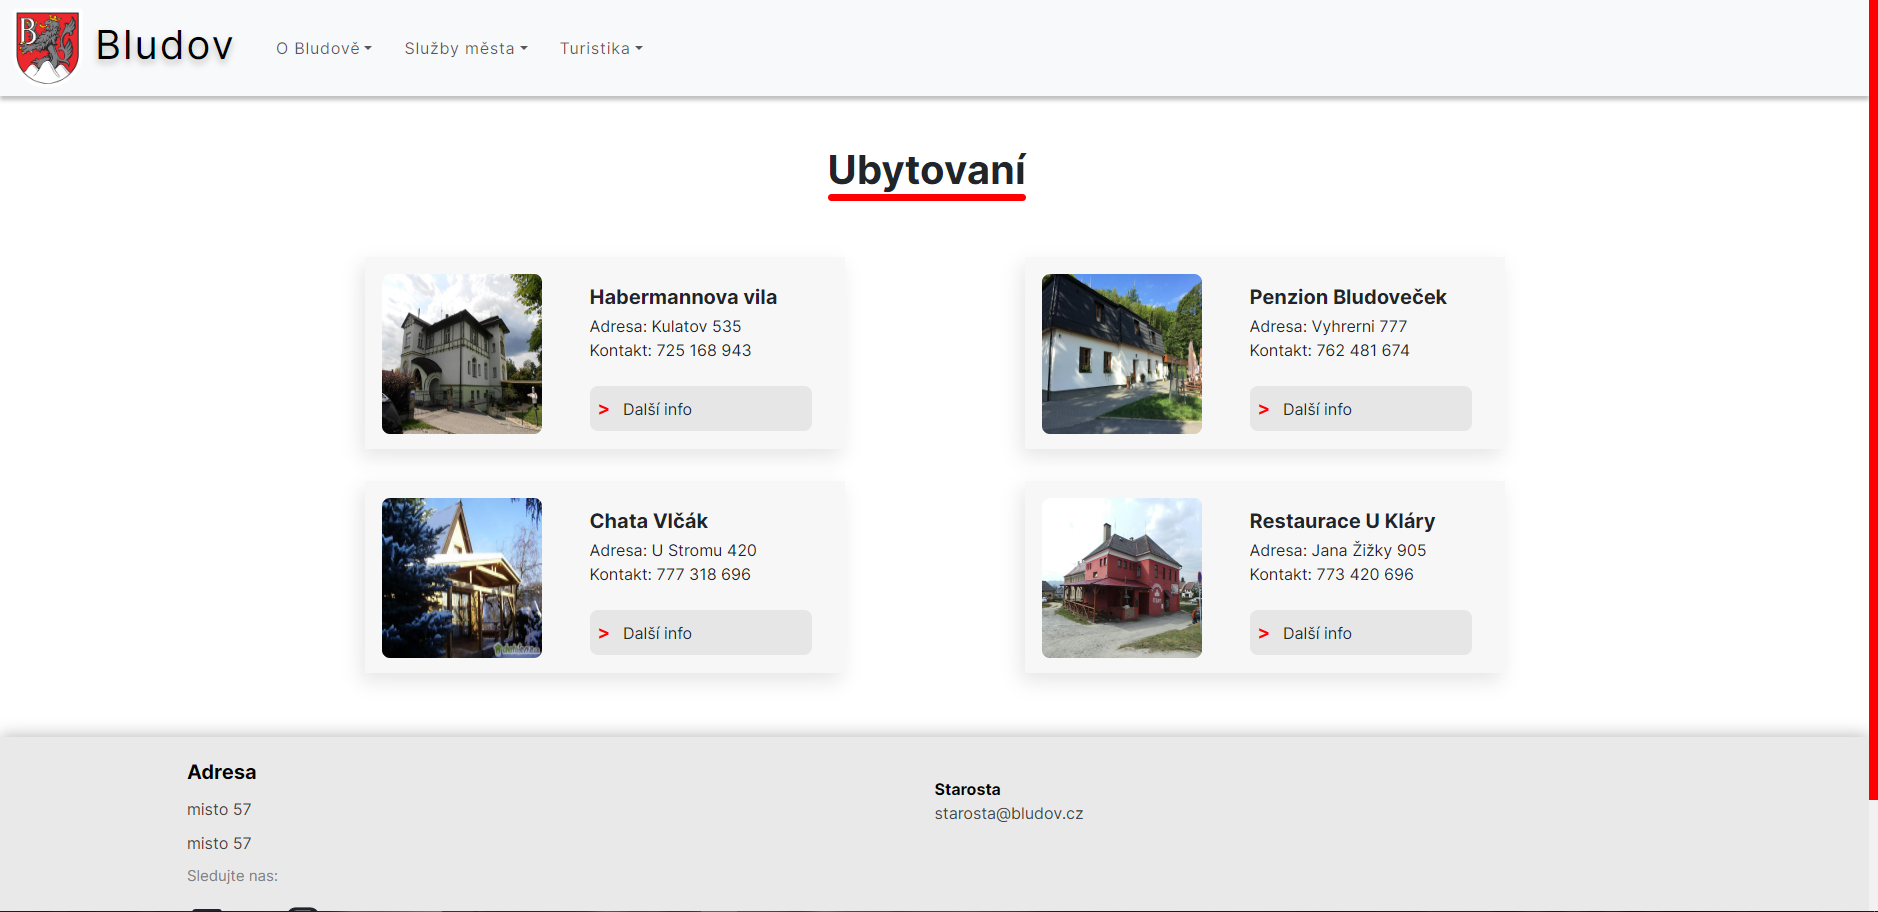 B
Bludov
O Bludově
Služby města
Turistika
Ubytovaní
Habermannova vila
Adresa: Kulatov 535
Kontakt: 725 168 943
> Další info
Penzion Bludoveček
Adresa: Vyhrerni 777
Kontakt: 762 481 674
> Další info
Chata Vlčák
Adresa: U Stromu 420
Kontakt: 777 318 696
> Další info
Restaurace U Kláry
Adresa: Jana Žižky 905
Kontakt: 773 420 696
> Další info
Adresa
misto 57
misto 57
Sledujte nas:
Starosta
starosta@bludov.cz